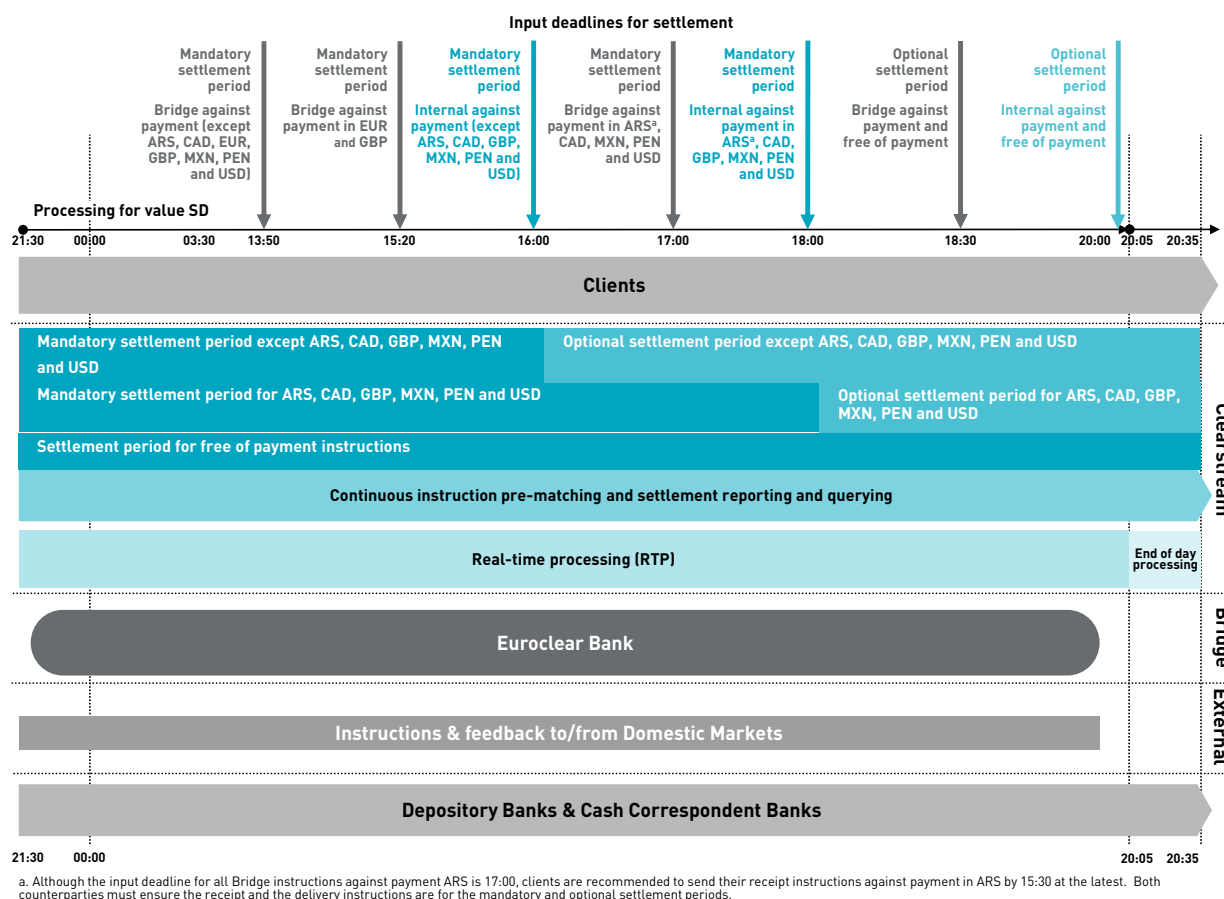 Input deadlines for settlement
Mandatory
settlement
period
Bridge against
payment (except
ARS, CAD, EUR,
GBP, MXN, PEN
and USD)
Mandatory
settlement
period
Bridge against
payment in EUR
and GBP
Mandatory
settlement
period
Internal against
payment (except
ARS, CAD, GBP,
MXN, PEN and
USD)
Mandatory
settlement
period
Bridge against
payment in ARSª,
CAD, MXN, PEN
and USD
Mandatory
settlement
period
Internal against
payment in
ARSª, CAD,
GBP, MXN, PEN
and USD
Optional
settlement
period
Bridge against
payment and
free of payment
Optional
settlement
period
Internal against
payment and
free of payment
Processing for value SD
21:30 00:00 03:30 13:50 15:20 16:00 17:00 18:00 18:30 20:00 20:05 20:35
Clients
Mandatory settlement period except ARS, CAD, GBP, MXN, PEN
and USD
Optional settlement period except ARS, CAD, GBP, MXN, PEN and USD
Mandatory settlement period for ARS, CAD, GBP, MXN, PEN and USD
Optional settlement period for ARS, CAD, GBP,
MXN, PEN and USD
Settlement period for free of payment instructions
Continuous instruction pre-matching and settlement reporting and querying
Real-time processing (RTP)
End of day
processing
Clearstream
Euroclear Bank
Bridge
Instructions & feedback to/from Domestic Markets
External
Depository Banks & Cash Correspondent Banks
21:30 00:00 20:05 20:35
a. Although the input deadline for all Bridge instructions against payment ARS is 17:00, clients are recommended to send their receipt instructions against payment in ARS by 15:30 at the latest. Both
counterparties must ensure the receipt and the delivery instructions are for the mandatory and optional settlement periods.